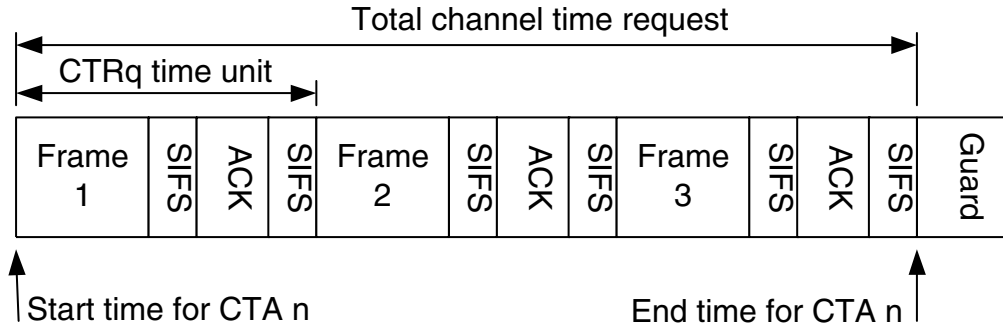 Total channel time request
CTRq time unit
Frame
1
SIFS
ACK
SIFS
Frame
2
SIFS
ACK
SIFS
Frame
3
SIFS
ACK
SIFS
Guard
Start time for CTA n
End time for CTA n